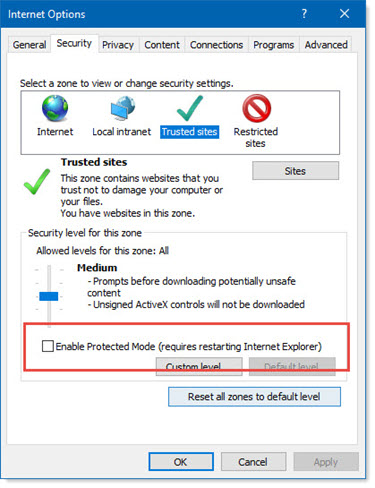 Internet Options
?
General
Security
Privacy
Content
Connections
Programs
Advanced
Select a zone to view or change security settings.
Internet
Local intranet
Trusted sites
Restricted
sites
Trusted sites
Sites
This zone contains websites that you
trust not to damage your computer or
your files.
You have websites in this zone.
Security level for this zone
Allowed levels for this zone: All
Medium
- Prompts before downloading potentially unsafe
content
- Unsigned ActiveX controls will not be downloaded
Enable Protected Mode (requires restarting Internet Explorer)
Custom level...
Default level
Reset all zones to default level
OK
Cancel
Apply